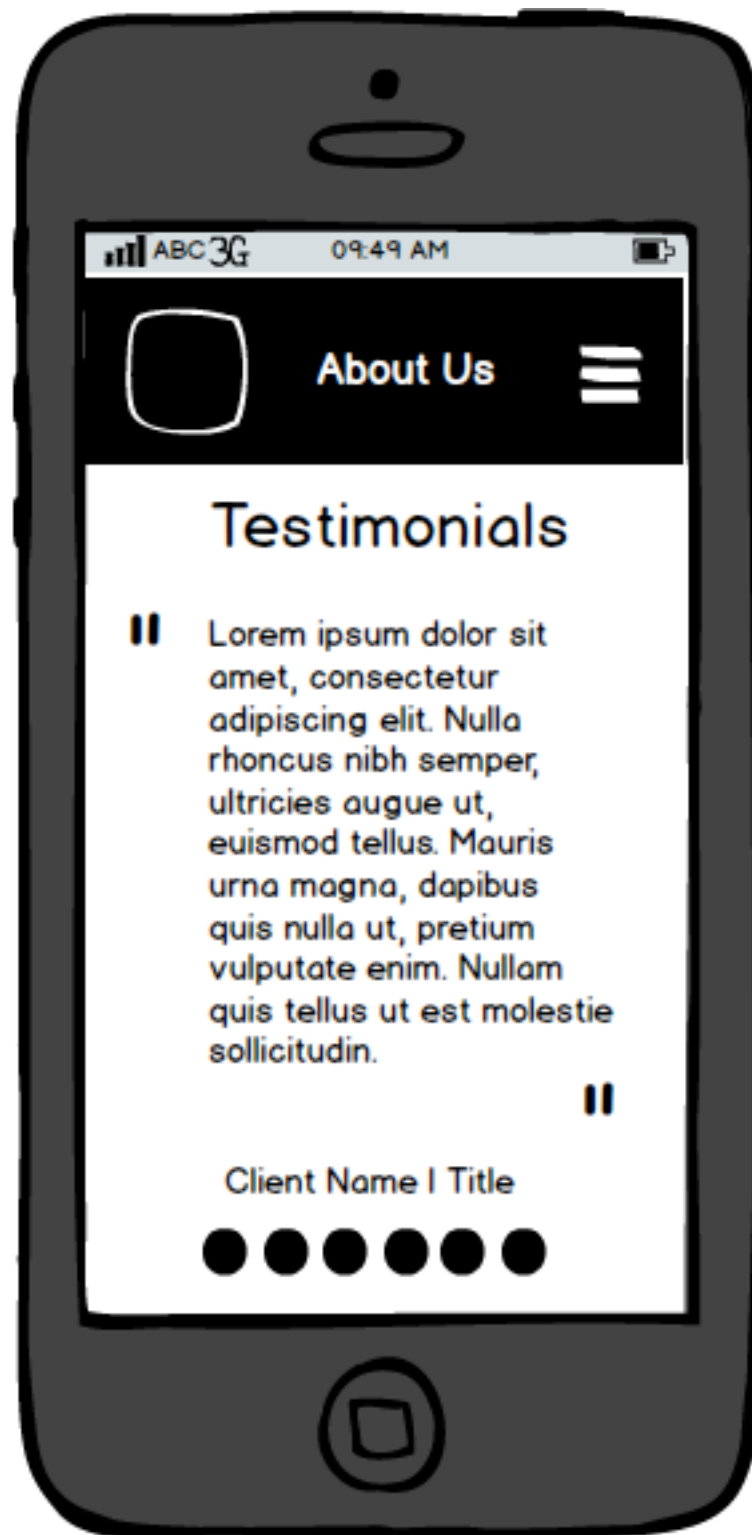 ABC 3G 09:49 AM
About Us
Testimonials
" Lorem ipsum dolor sit
amet, consectetur
adipiscing elit. Nulla
rhoncus nibh semper,
ultricies augue ut,
euismod tellus. Mauris
urna magna, dapibus
quis nulla ut, pretium
vulputate enim. Nullam
quis tellus ut est molestie
sollicitudin.
"
Client Name | Title